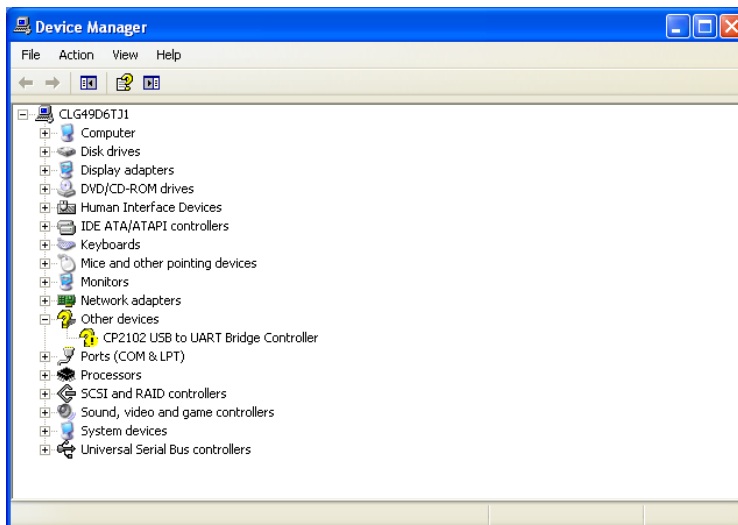 Device Manager
File Action View Help
CLG49D6TJ1
Computer
Disk drives
Display adapters
DVD/CD-ROM drives
Human Interface Devices
IDE ATA/ATAPI controllers
Keyboards
Mice and other pointing devices
Monitors
Network adapters
Other devices
CP2102 USB to UART Bridge Controller
Ports (COM & LPT)
Processors
SCSI and RAID controllers
Sound, video and game controllers
System devices
Universal Serial Bus controllers